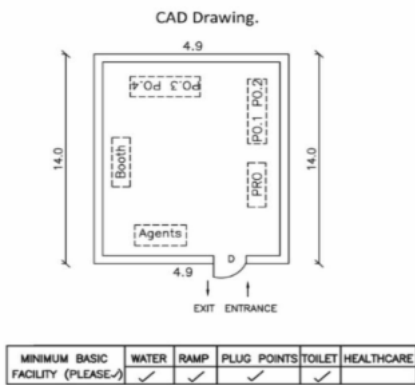 CAD Drawing.
4.9
PO.3 PO.4
PO.1 PO.2
14.0
14.0
Booth
PRO
Agents
D
4.9
EXIT ENTRANCE
MINIMUM BASIC FACILITY (PLEASE✓) WATER RAMP PLUG POINTS TOILET HEALTHCARE
✓ ✓ ✓ ✓